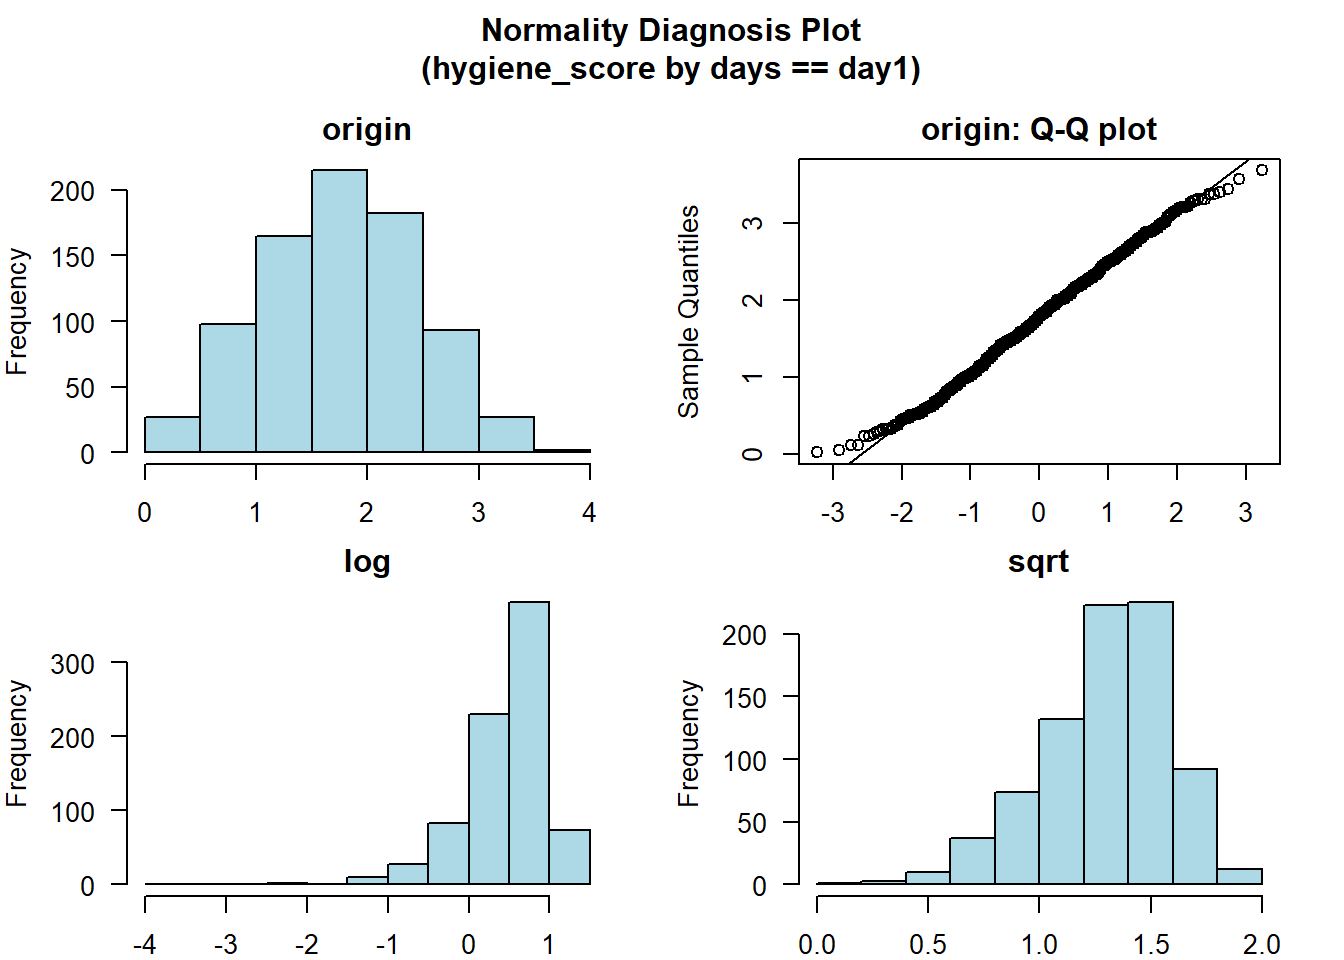 Normality Diagnosis Plot
(hygiene_score by days == day1)
origin
Frequency
200
150
100
50
0
0 1 2 3 4
origin: Q-Q plot
Sample Quantiles
3
2
1
0
-3 -2 -1 0 1 2 3
log
Frequency
300
200
100
0
-4 -3 -2 -1 0 1
sqrt
Frequency
200
150
100
50
0
0.0 0.5 1.0 1.5 2.0